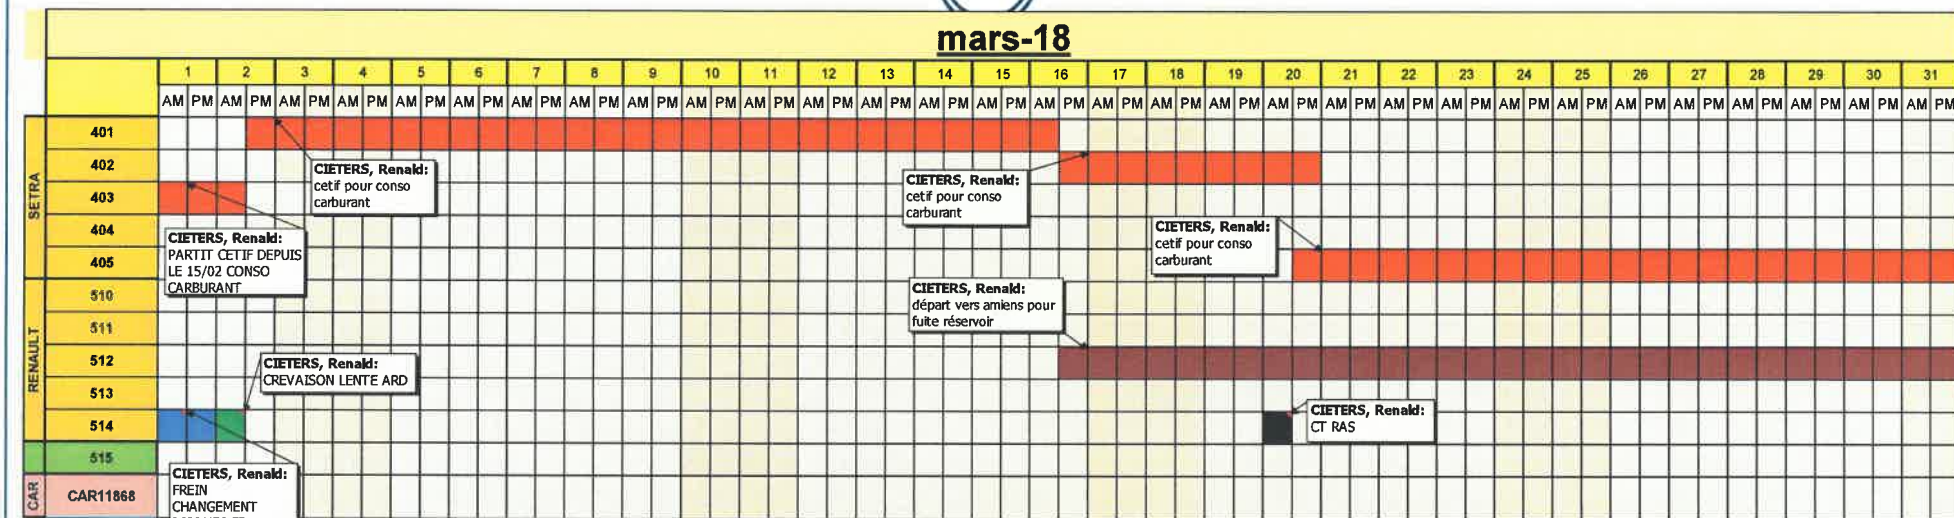 mars-18
1 2 3 4 5 6 7 8 9 10 11 12 13 14 15 16 17 18 19 20 21 22 23 24 25 26 27 28 29 30 31
AM PM AM PM AM PM AM PM AM PM AM PM AM PM AM PM AM PM AM PM AM PM AM PM AM PM AM PM AM PM AM PM AM PM AM PM AM PM AM PM AM PM AM PM AM PM AM PM AM PM AM PM AM PM AM PM AM PM AM PM AM PM
SETRA
401
402
403
404
405
CIETERS, Renald:
cetif pour conso
carburant
CIETERS, Renald:
cetif pour conso
carburant
CIETERS, Renald:
PARTIT CETIF DEPUIS
LE 15/02 CONSO
CARBURANT
CIETERS, Renald:
cetif pour conso
carburant
RENAULT
510
511
512
513
514
CIETERS, Renald:
départ vers amiens pour
fuite réservoir
CIETERS, Renald:
CREVAISON LENTE ARD
CIETERS, Renald:
CT RAS
515
CAR
CAR11868
CIETERS, Renald:
FREIN
CHANGEMENT